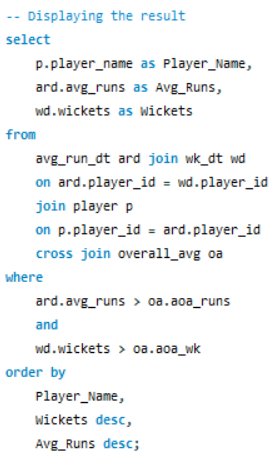 -- Displaying the result
select
    p.player_name as Player_Name,
    ard.avg_runs as Avg_Runs,
    wd.wickets as Wickets
from
    avg_run_dt ard join wk_dt wd
    on ard.player_id = wd.player_id
    join player p
    on p.player_id = ard.player_id
    cross join overall_avg oa
where
    ard.avg_runs > oa.aoa_runs
    and
    wd.wickets > oa.aoa_wk
order by
    Player_Name,
    Wickets desc,
    Avg_Runs desc;